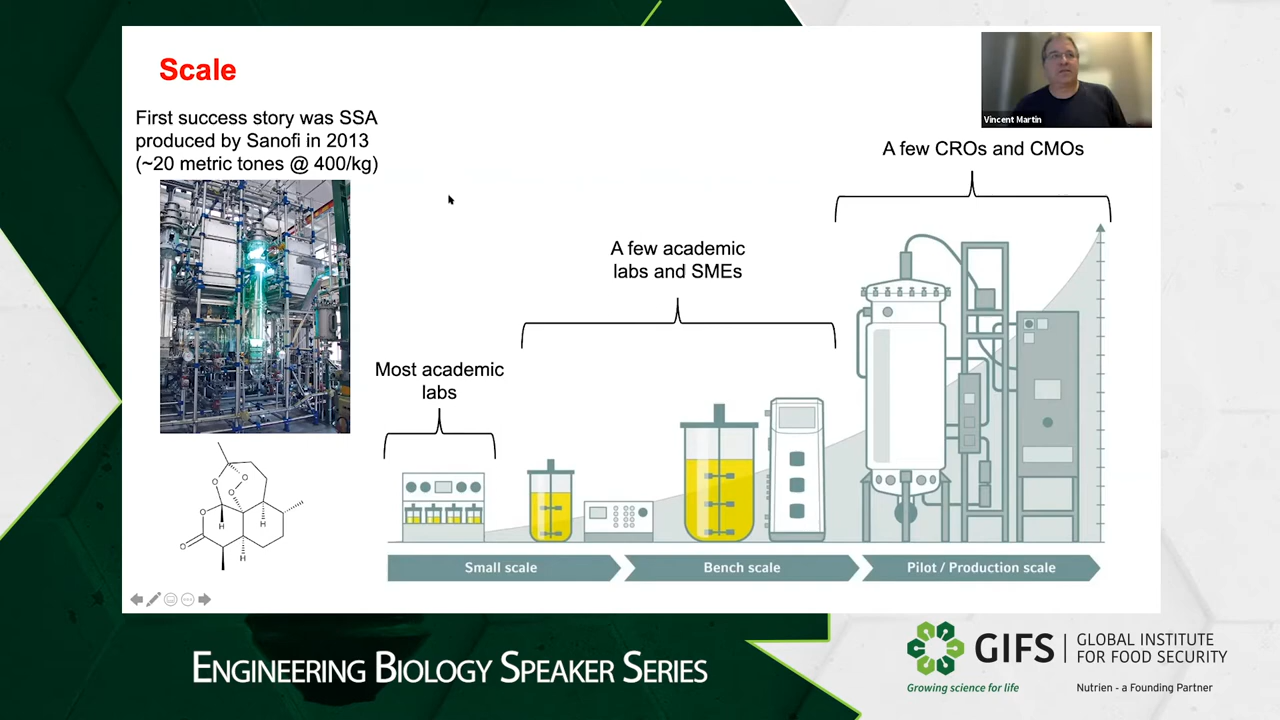 Scale
First success story was SSA
produced by Sanofi in 2013
(~20 metric tones @ 400/kg)
Vincent Martin
A few CROs and CMOs
A few academic
labs and SMEs
Most academic
labs
O
O
O
O
O
H
H
H
Small scale
Bench scale
Pilot / Production scale
ENGINEERING BIOLOGY SPEAKER SERIES
GIFS
GLOBAL INSTITUTE
FOR FOOD SECURITY
Growing science for life
Nutrien - a Founding Partner